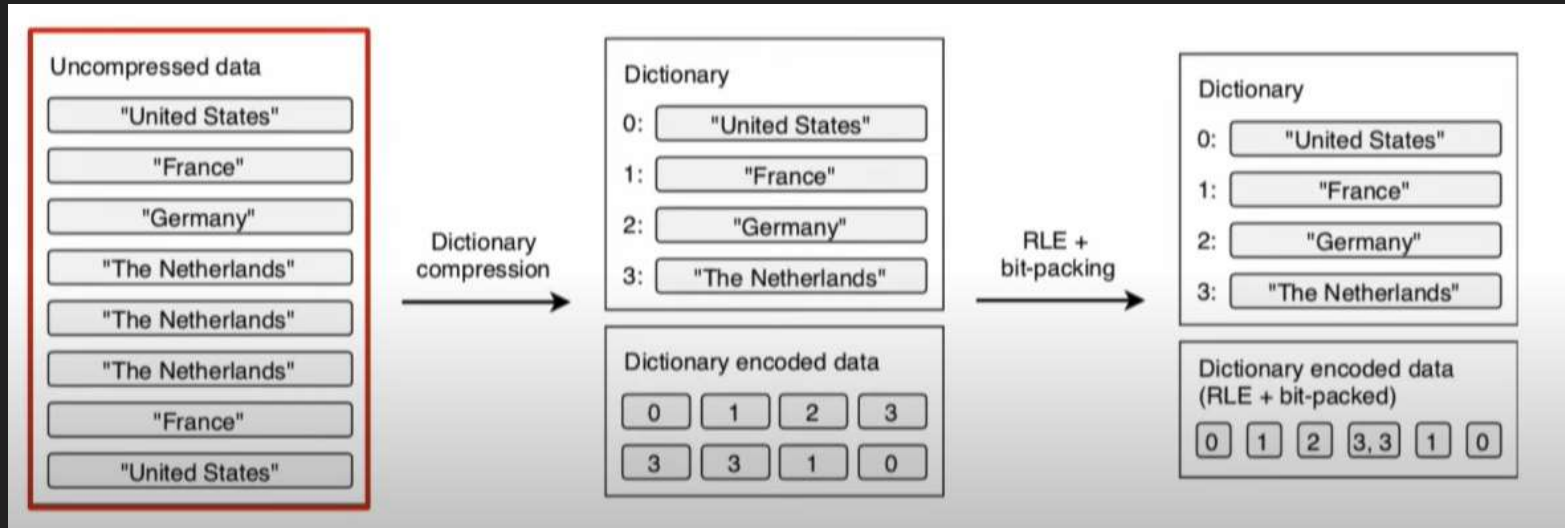 Uncompressed data
"United States"
"France"
"Germany"
"The Netherlands"
"The Netherlands"
"The Netherlands"
"France"
"United States"
Dictionary
compression
Dictionary
0: "United States"
1: "France"
2: "Germany"
3: "The Netherlands"
Dictionary encoded data
0 1 2 3
3 3 1 0
RLE +
bit-packing
Dictionary
0: "United States"
1: "France"
2: "Germany"
3: "The Netherlands"
Dictionary encoded data
(RLE + bit-packed)
0 1 2 3, 3 1 0